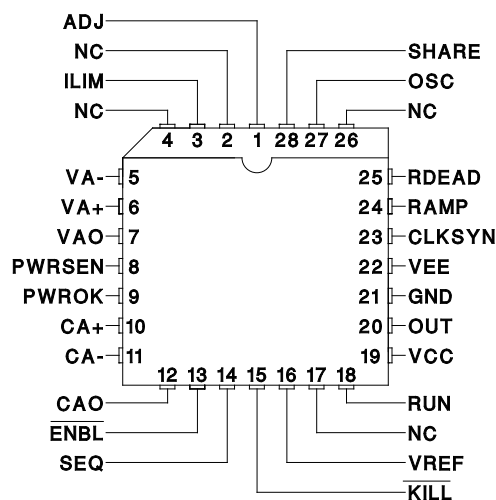 ADJ
NC
SHARE
ILIM
OSC
NC
NC
4 3 2 1 28 27 26
VA- 5 25 RDEAD
VA+ 6 24 RAMP
VAO 7 23 CLKSYN
PWRSEN 8 22 VEE
PWROK 9 21 GND
CA+ 10 20 OUT
CA- 11 19 VCC
12 13 14 15 16 17 18
CAO RUN
ENBL NC
SEQ VREF
KILL